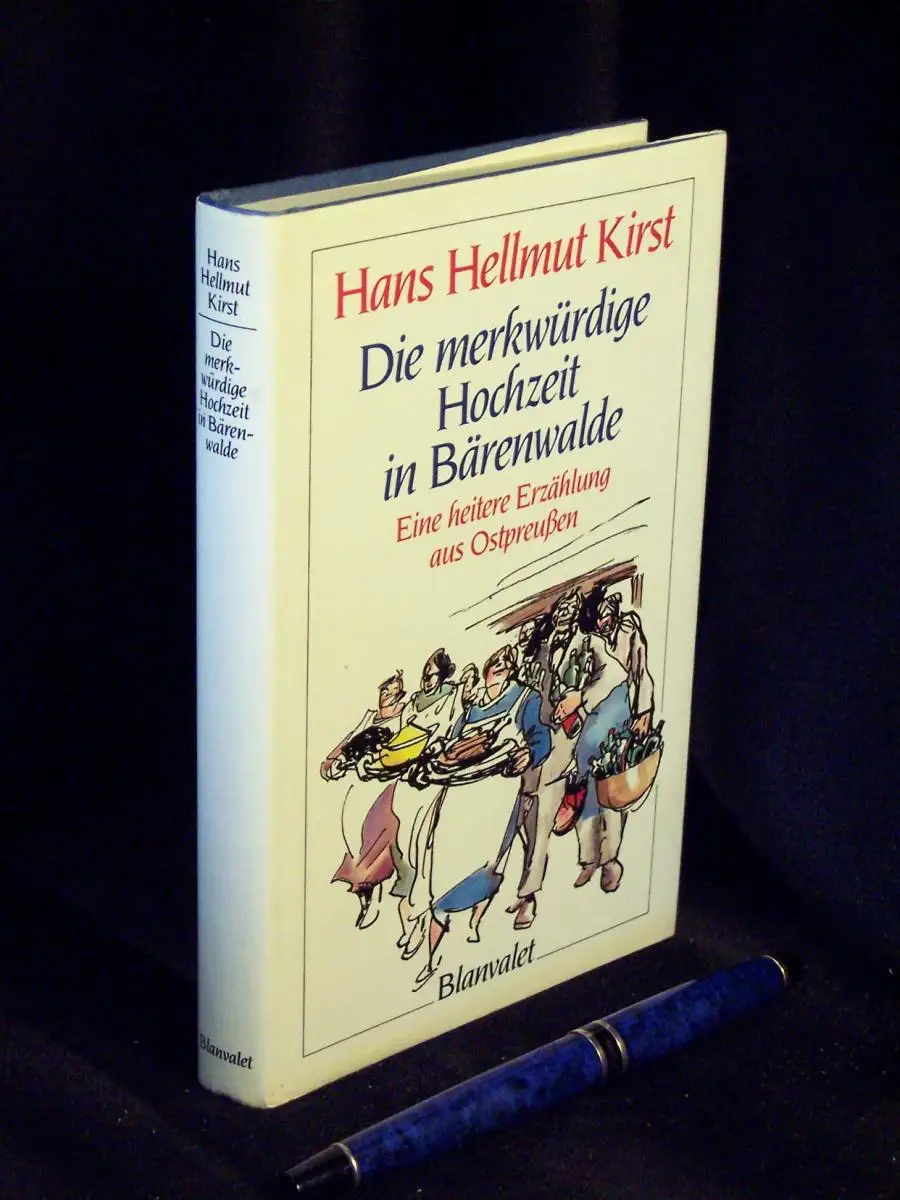 Hans
Hellmut
Kirst
Die
merk-
würdige
Hochzeit
in Bären-
walde
Blanvalet
Hans Hellmut Kirst
Die merkwürdige
Hochzeit
in Bärenwalde
Eine heitere Erzählung
aus Ostpreußen
Blanvalet